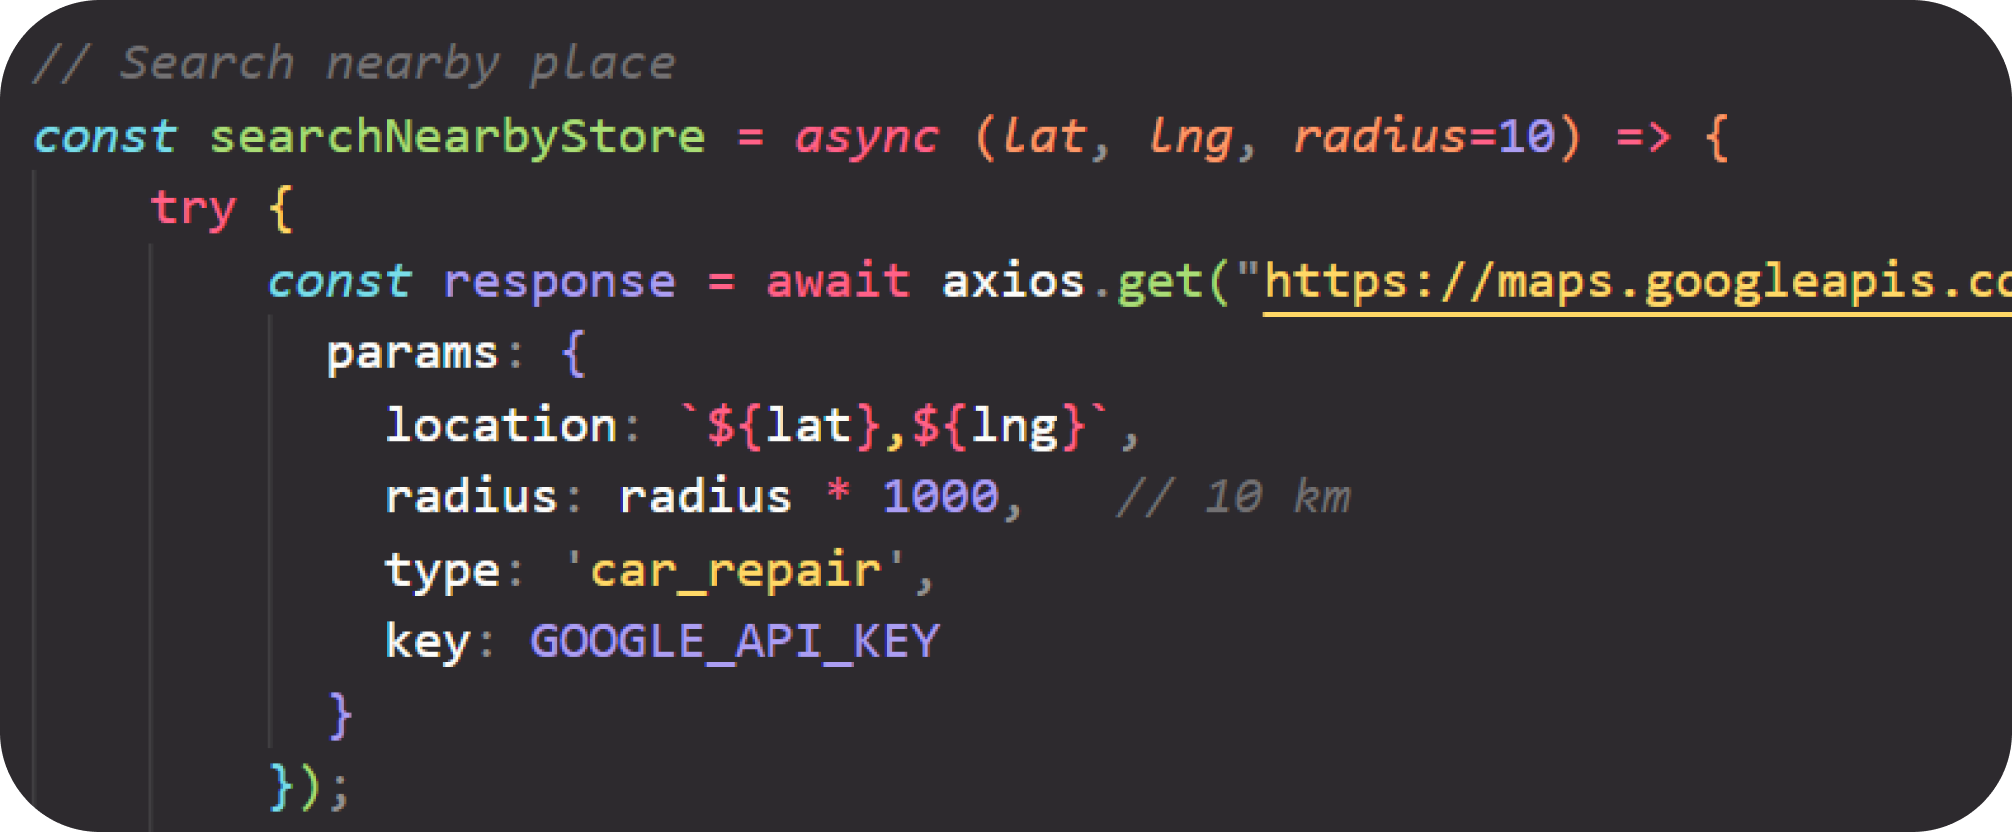 // Search nearby place
const searchNearbyStore = async (lat, lng, radius=10) => {
try {
const response = await axios.get("https://maps.googleapis.co
params: {
location: `${lat},${lng}`,
radius: radius * 1000,   // 10 km
type: 'car_repair',
key: GOOGLE_API_KEY
}
});